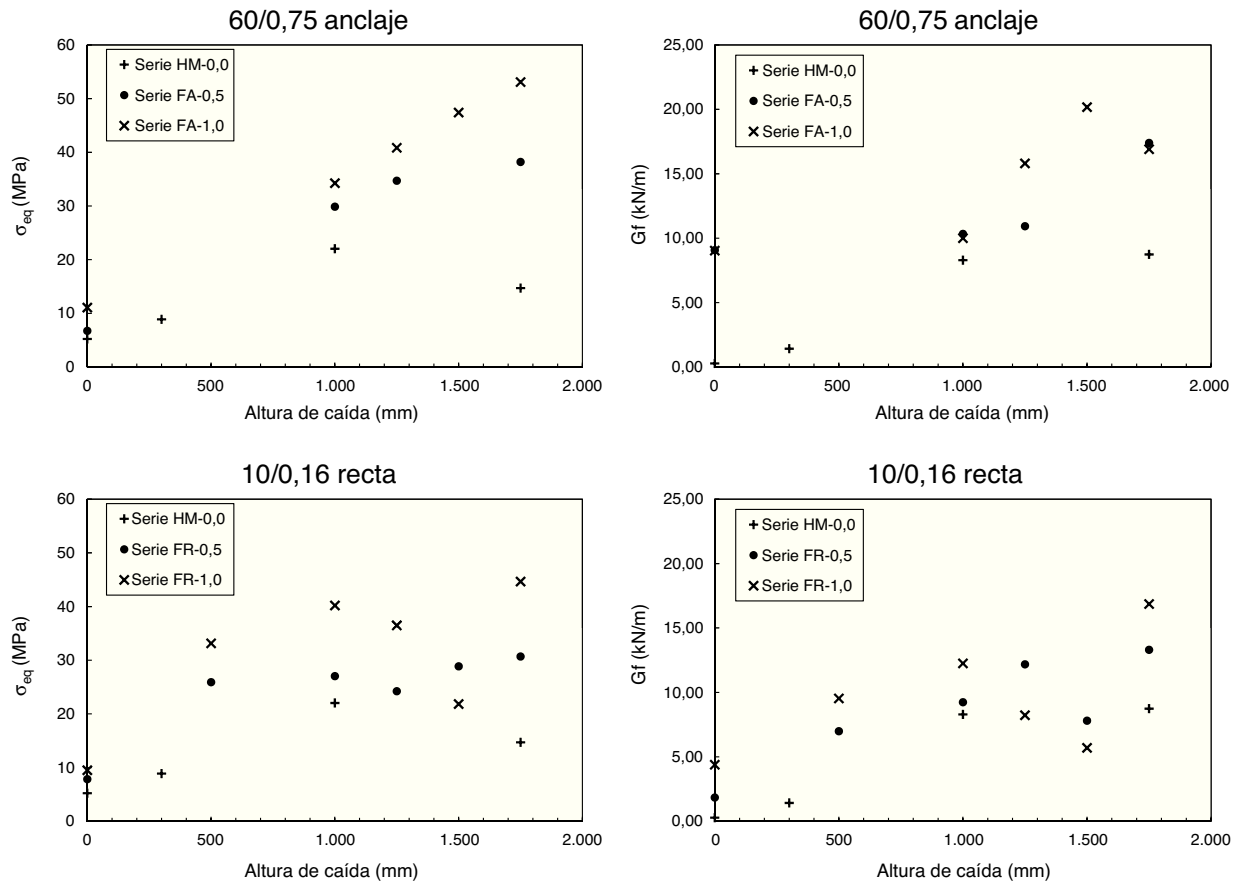 60/0,75 anclaje
60
50
40
30
20
10
0
σeq (MPa)
+ Serie HM-0,0
● Serie FA-0,5
× Serie FA-1,0
0 500 1.000 1.500 2.000
Altura de caída (mm)
60/0,75 anclaje
25,00
20,00
15,00
10,00
5,00
0,00
Gf (kN/m)
+ Serie HM-0,0
● Serie FA-0,5
× Serie FA-1,0
0 500 1.000 1.500 2.000
Altura de caída (mm)
10/0,16 recta
60
50
40
30
20
10
0
σeq (MPa)
+ Serie HM-0,0
● Serie FR-0,5
× Serie FR-1,0
0 500 1.000 1.500 2.000
Altura de caída (mm)
10/0,16 recta
25,00
20,00
15,00
10,00
5,00
0,00
Gf (kN/m)
+ Serie HM-0,0
● Serie FR-0,5
× Serie FR-1,0
0 500 1.000 1.500 2.000
Altura de caída (mm)